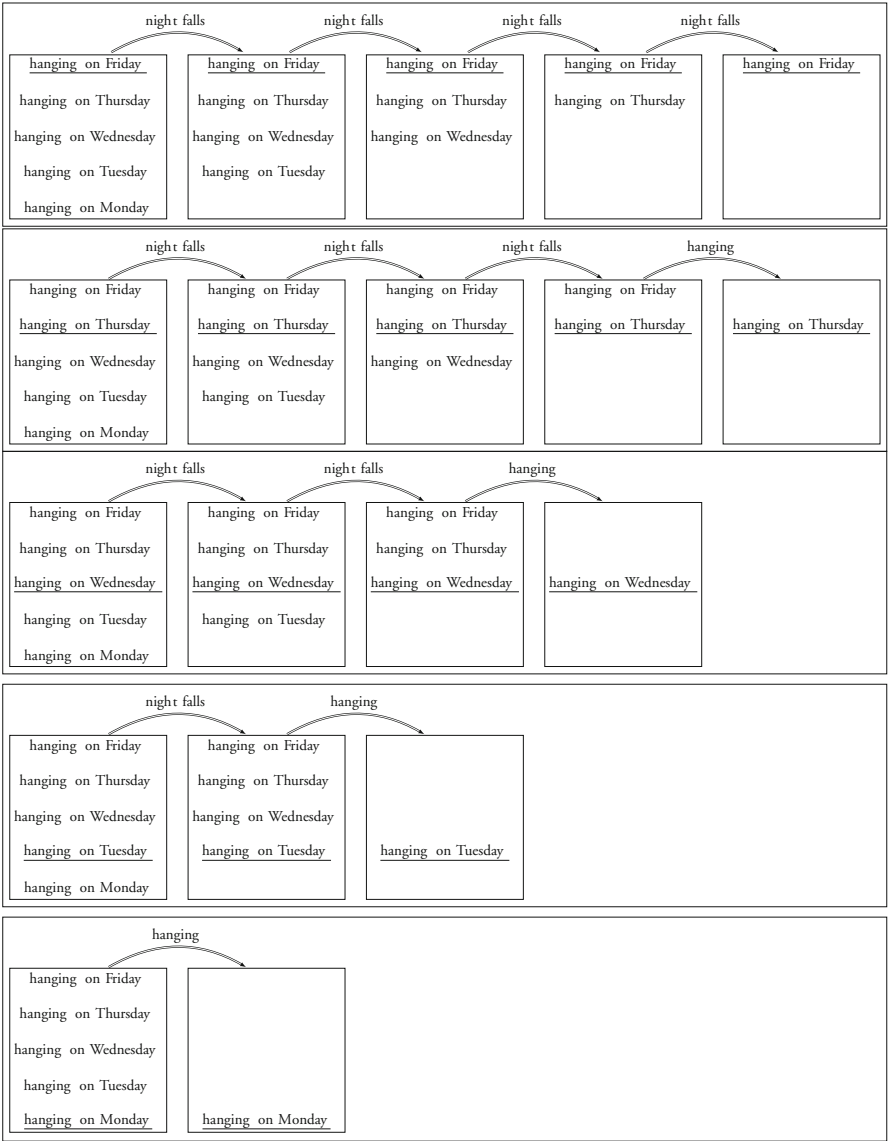 night falls night falls night falls night falls
hanging on Friday hanging on Friday hanging on Friday hanging on Friday hanging on Friday
hanging on Thursday hanging on Thursday hanging on Thursday hanging on Thursday
hanging on Wednesday hanging on Wednesday hanging on Wednesday
hanging on Tuesday hanging on Tuesday
hanging on Monday
night falls night falls night falls hanging
hanging on Friday hanging on Friday hanging on Friday hanging on Friday
hanging on Thursday hanging on Thursday hanging on Thursday hanging on Thursday hanging on Thursday
hanging on Wednesday hanging on Wednesday hanging on Wednesday
hanging on Tuesday hanging on Tuesday
hanging on Monday
night falls night falls hanging
hanging on Friday hanging on Friday hanging on Friday
hanging on Thursday hanging on Thursday hanging on Thursday
hanging on Wednesday hanging on Wednesday hanging on Wednesday hanging on Wednesday
hanging on Tuesday hanging on Tuesday
hanging on Monday
night falls hanging
hanging on Friday hanging on Friday
hanging on Thursday hanging on Thursday
hanging on Wednesday hanging on Wednesday
hanging on Tuesday hanging on Tuesday hanging on Tuesday
hanging on Monday
hanging
hanging on Friday
hanging on Thursday
hanging on Wednesday
hanging on Tuesday
hanging on Monday hanging on Monday